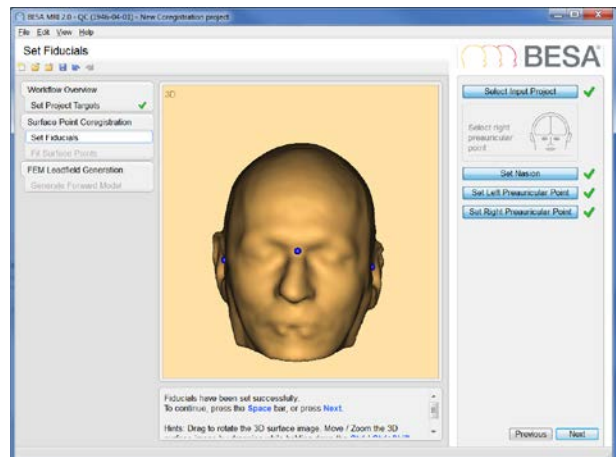 BESA MRI 2.0 - QC (1946-04-01) - New Coregistration project
File Edit View Help
Set Fiducials
BESA
Workflow Overview
Set Project Targets
Surface Point Coregistration
Set Fiducials
Fit Surface Points
FEM Leadfield Generation
Generate Forward Model
3D
Select Input Project
Select right
preauricular
point
Set Nasion
Set Left Preauricular Point
Set Right Preauricular Point
Fiducials have been set successfully.
To continue, press the Space bar, or press Next.
Hints: Drag to rotate the 3D surface image. Move / Zoom the 3D
Previous Next